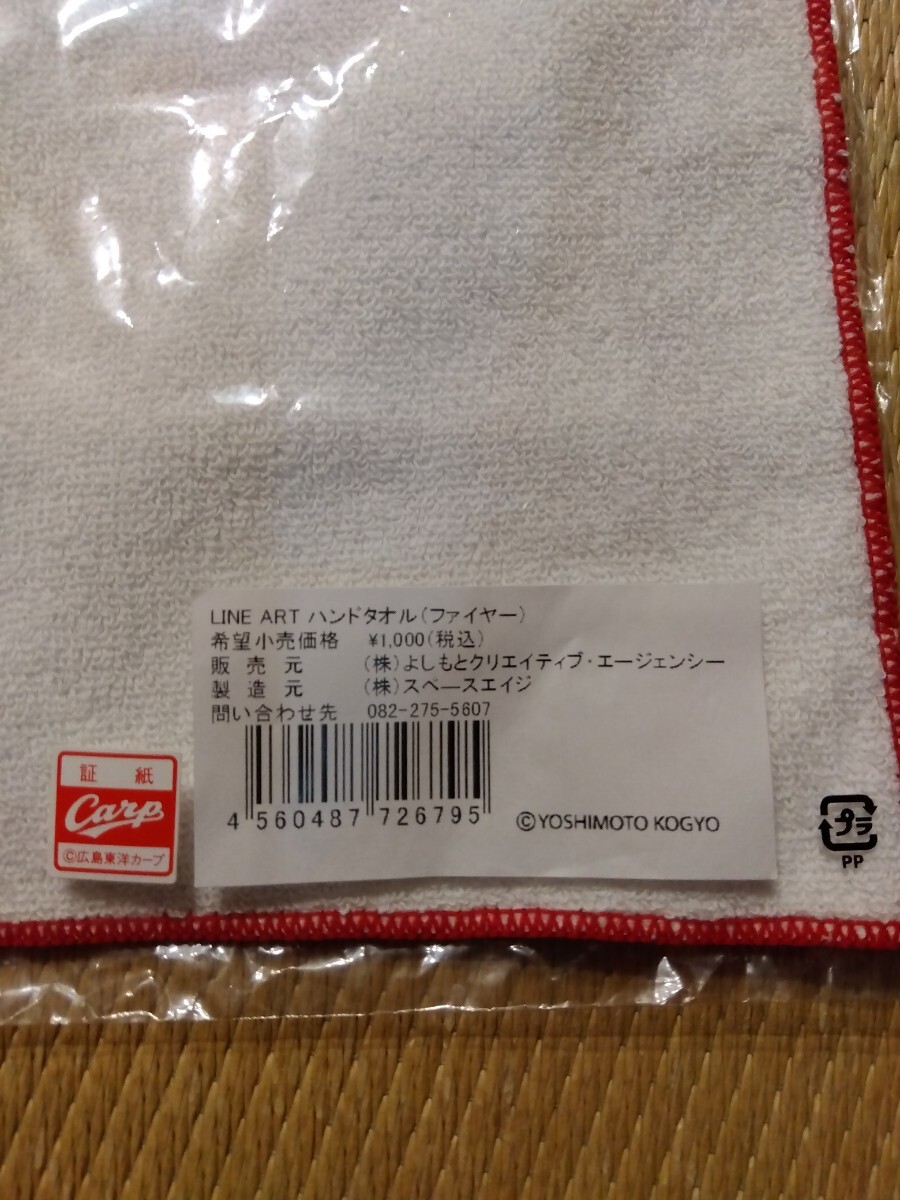 LINE ART ハンドタオル(ファイヤー)
希望小売価格 ¥1,000(税込)
販売元 (株)よしもとクリエイティブ・エージェンシー
製造元 (株)スペースエイジ
問い合わせ先 082-275-5607
4 560487 726795
©YOSHIMOTO KOGYO
証紙
Carp
©広島東洋カープ
プラ
PP